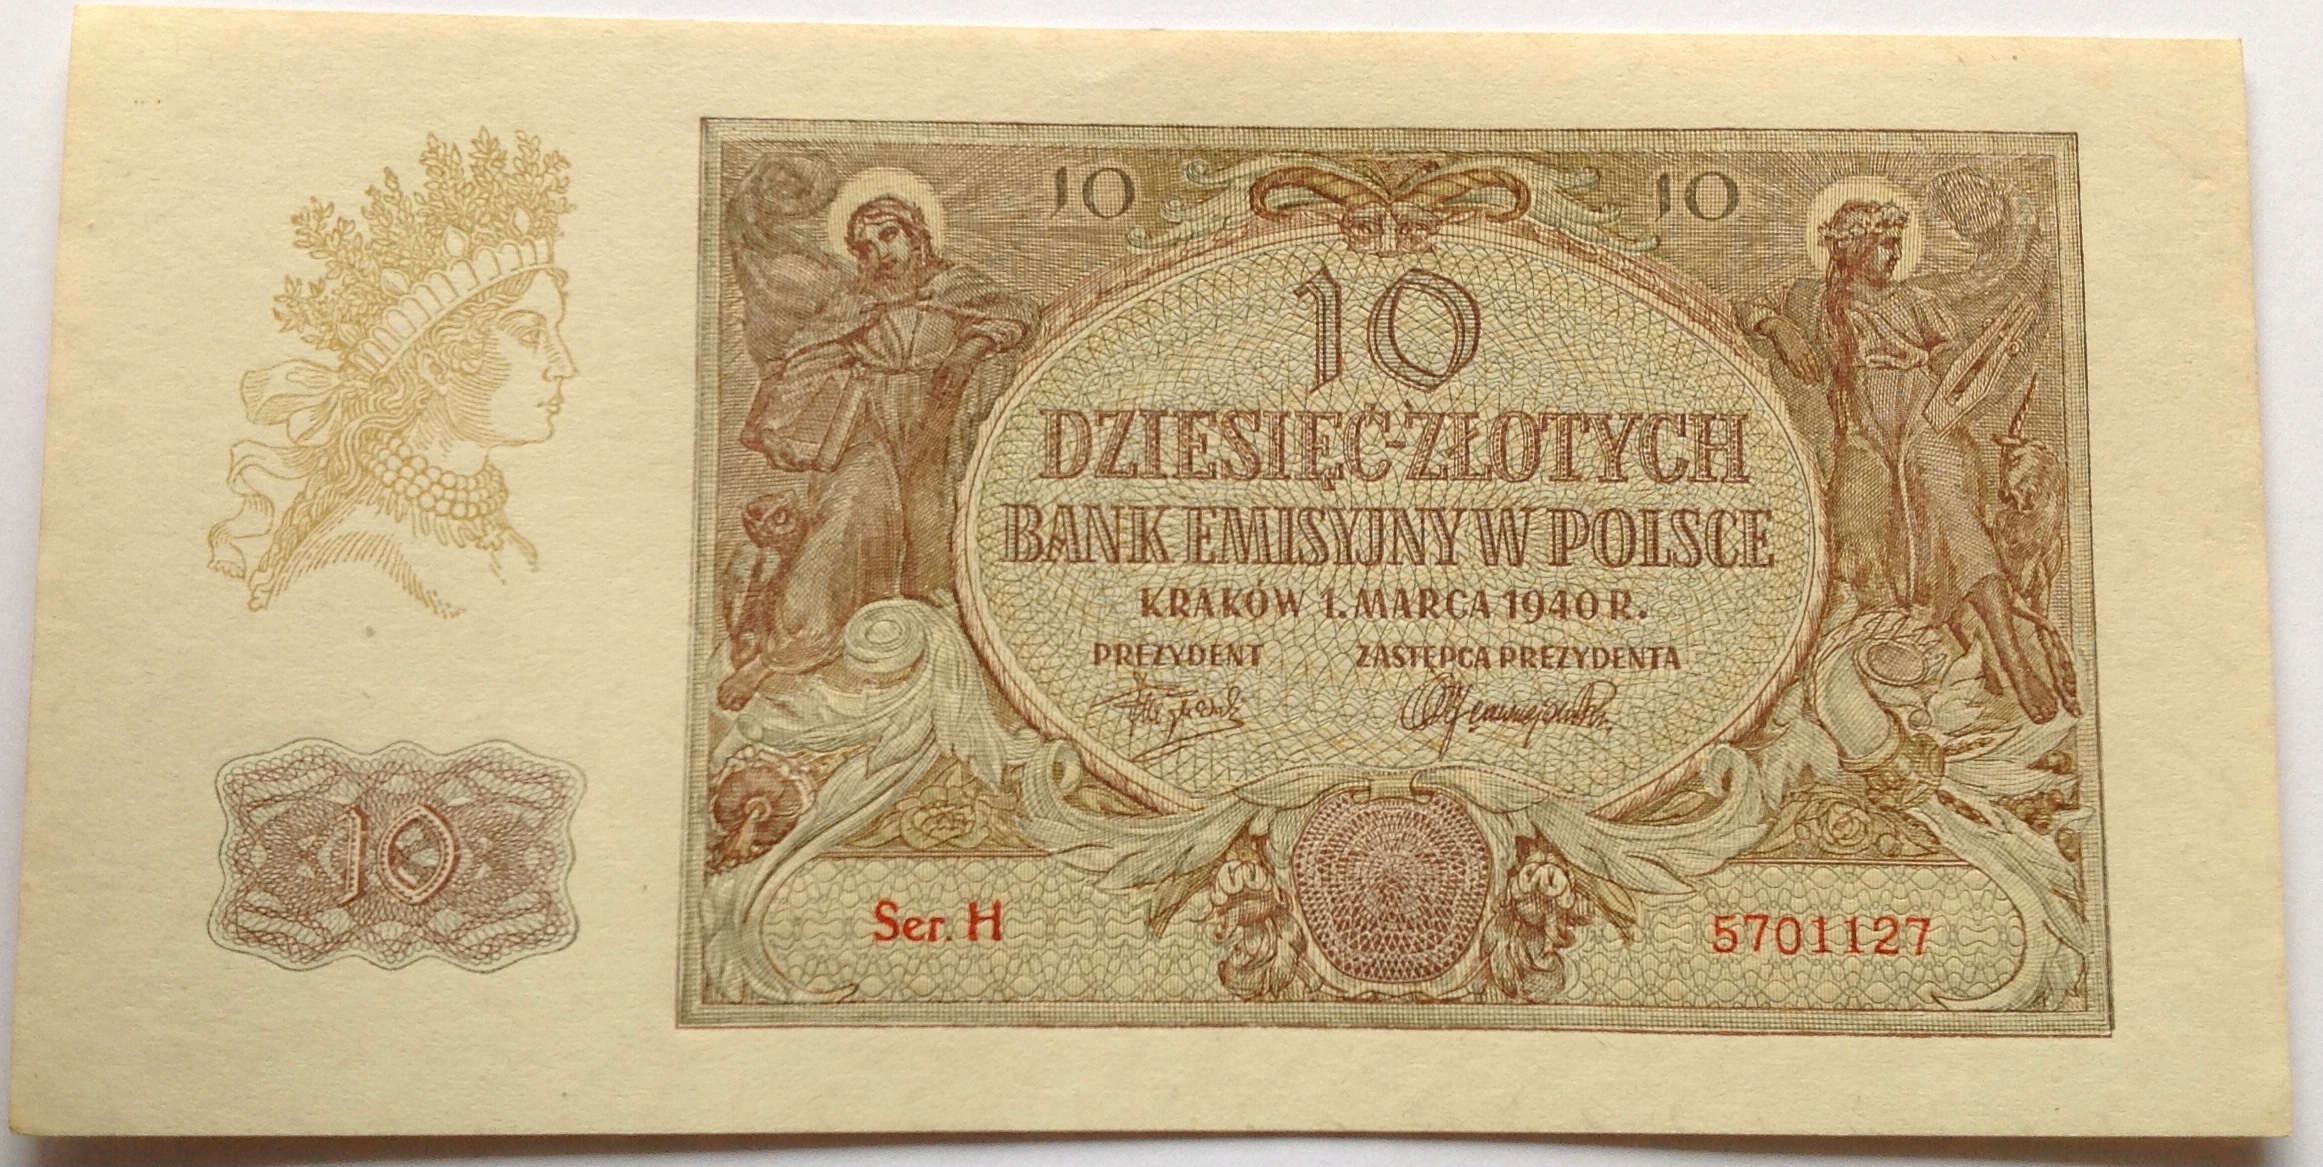 10 10
10
DZIESIĘĆ-ZŁOTYCH
BANK EMISYJNY W POLSCE
KRAKÓW 1. MARCA 1940 R.
PREZYDENT ZASTĘPCA PREZYDENTA
10
Ser. H 5701127